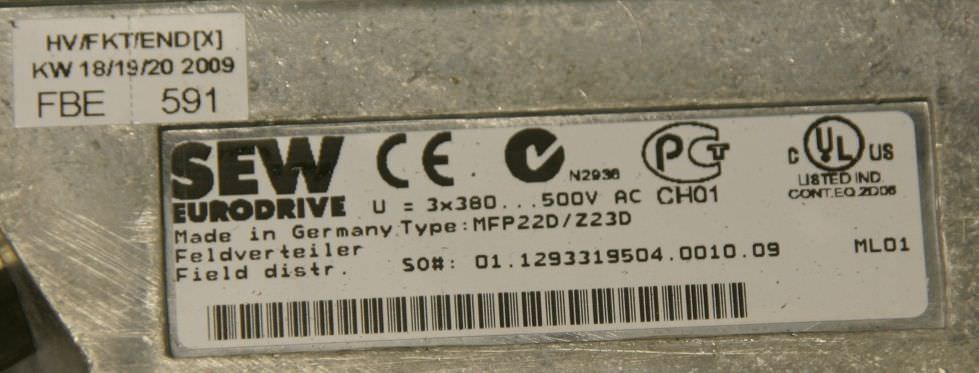 HV/FKT/END[X]
KW 18/19/20 2009
FBE 591
SEW
EURODRIVE
CE
N2936
PCT
CH01
C UL US
LISTED IND.
CONT.EQ.2D06
U = 3x380...500V AC
Made in Germany Type:MFP22D/Z23D
Feldverteiler
Field distr.
SO#: 01.1293319504.0010.09
ML01